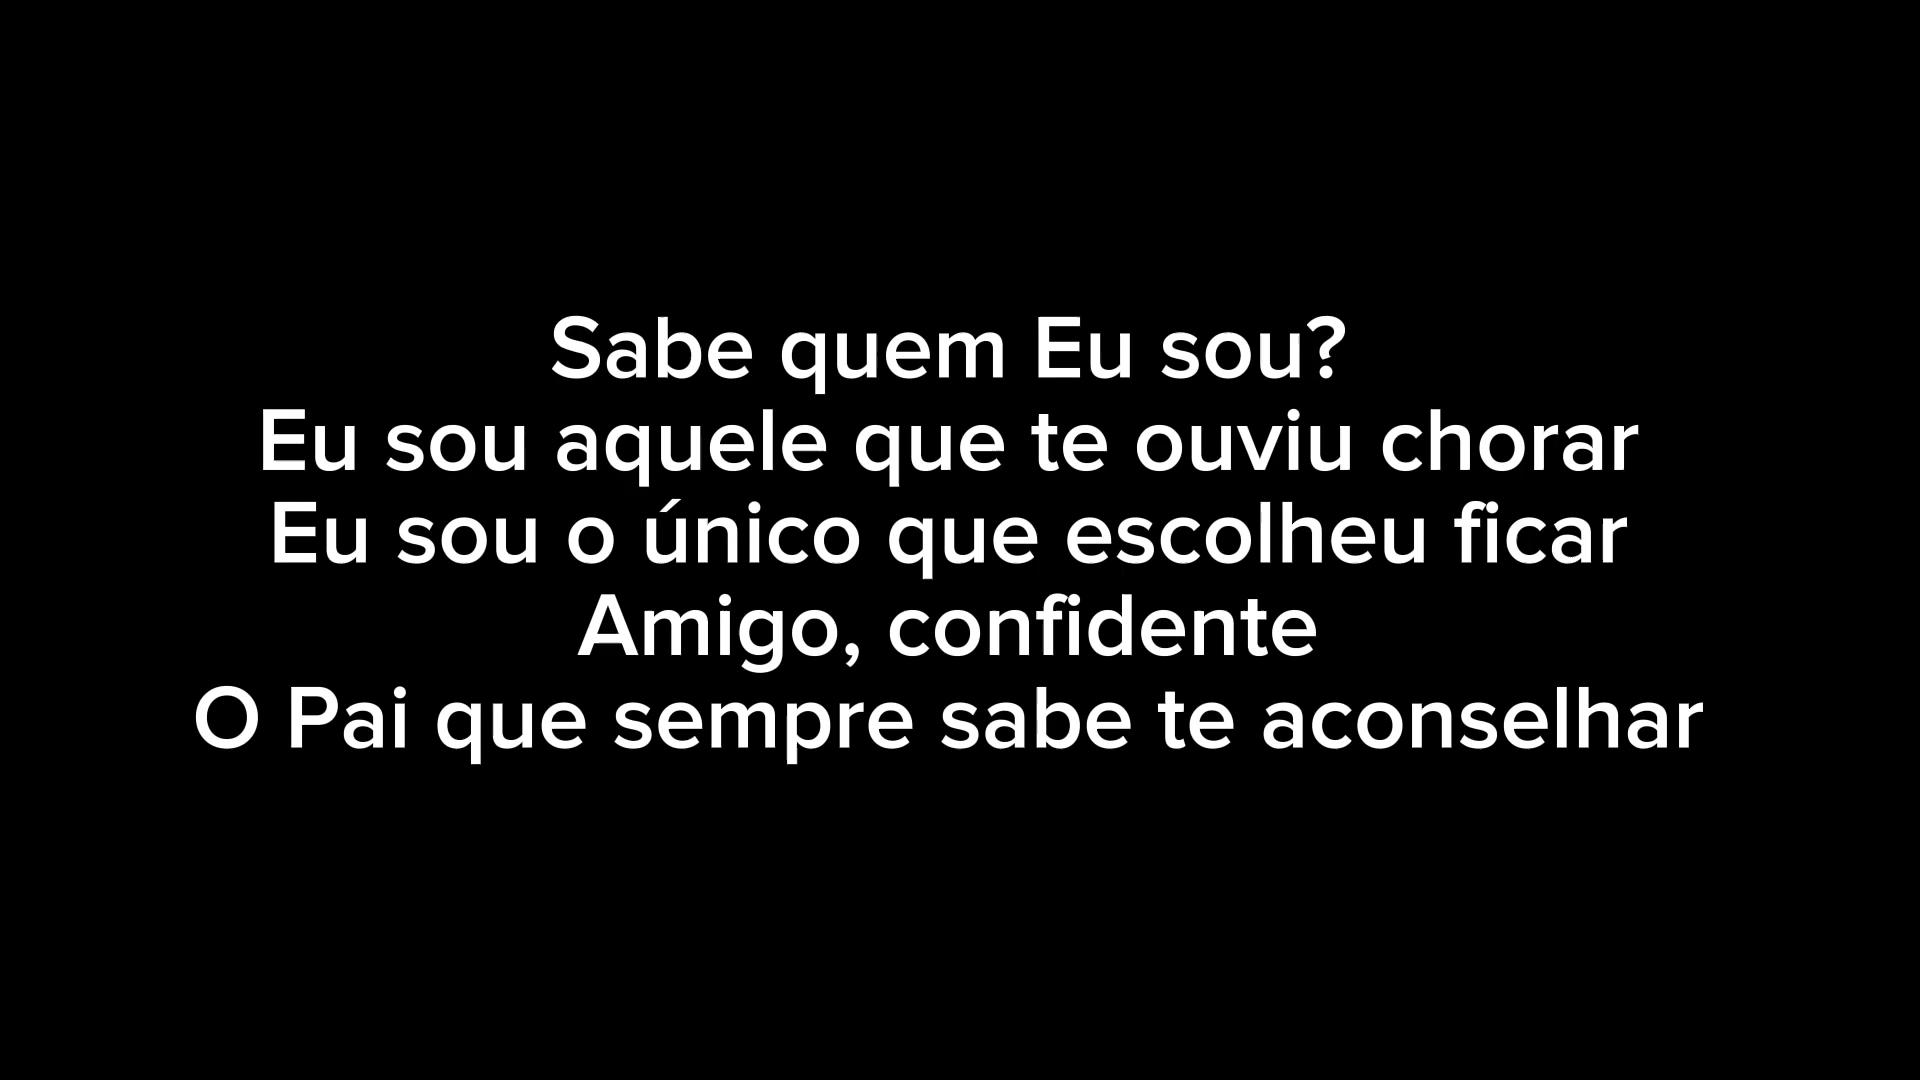 Sabe quem Eu sou?
Eu sou aquele que te ouviu chorar
Eu sou o único que escolheu ficar
Amigo, confidente
O Pai que sempre sabe te aconselhar